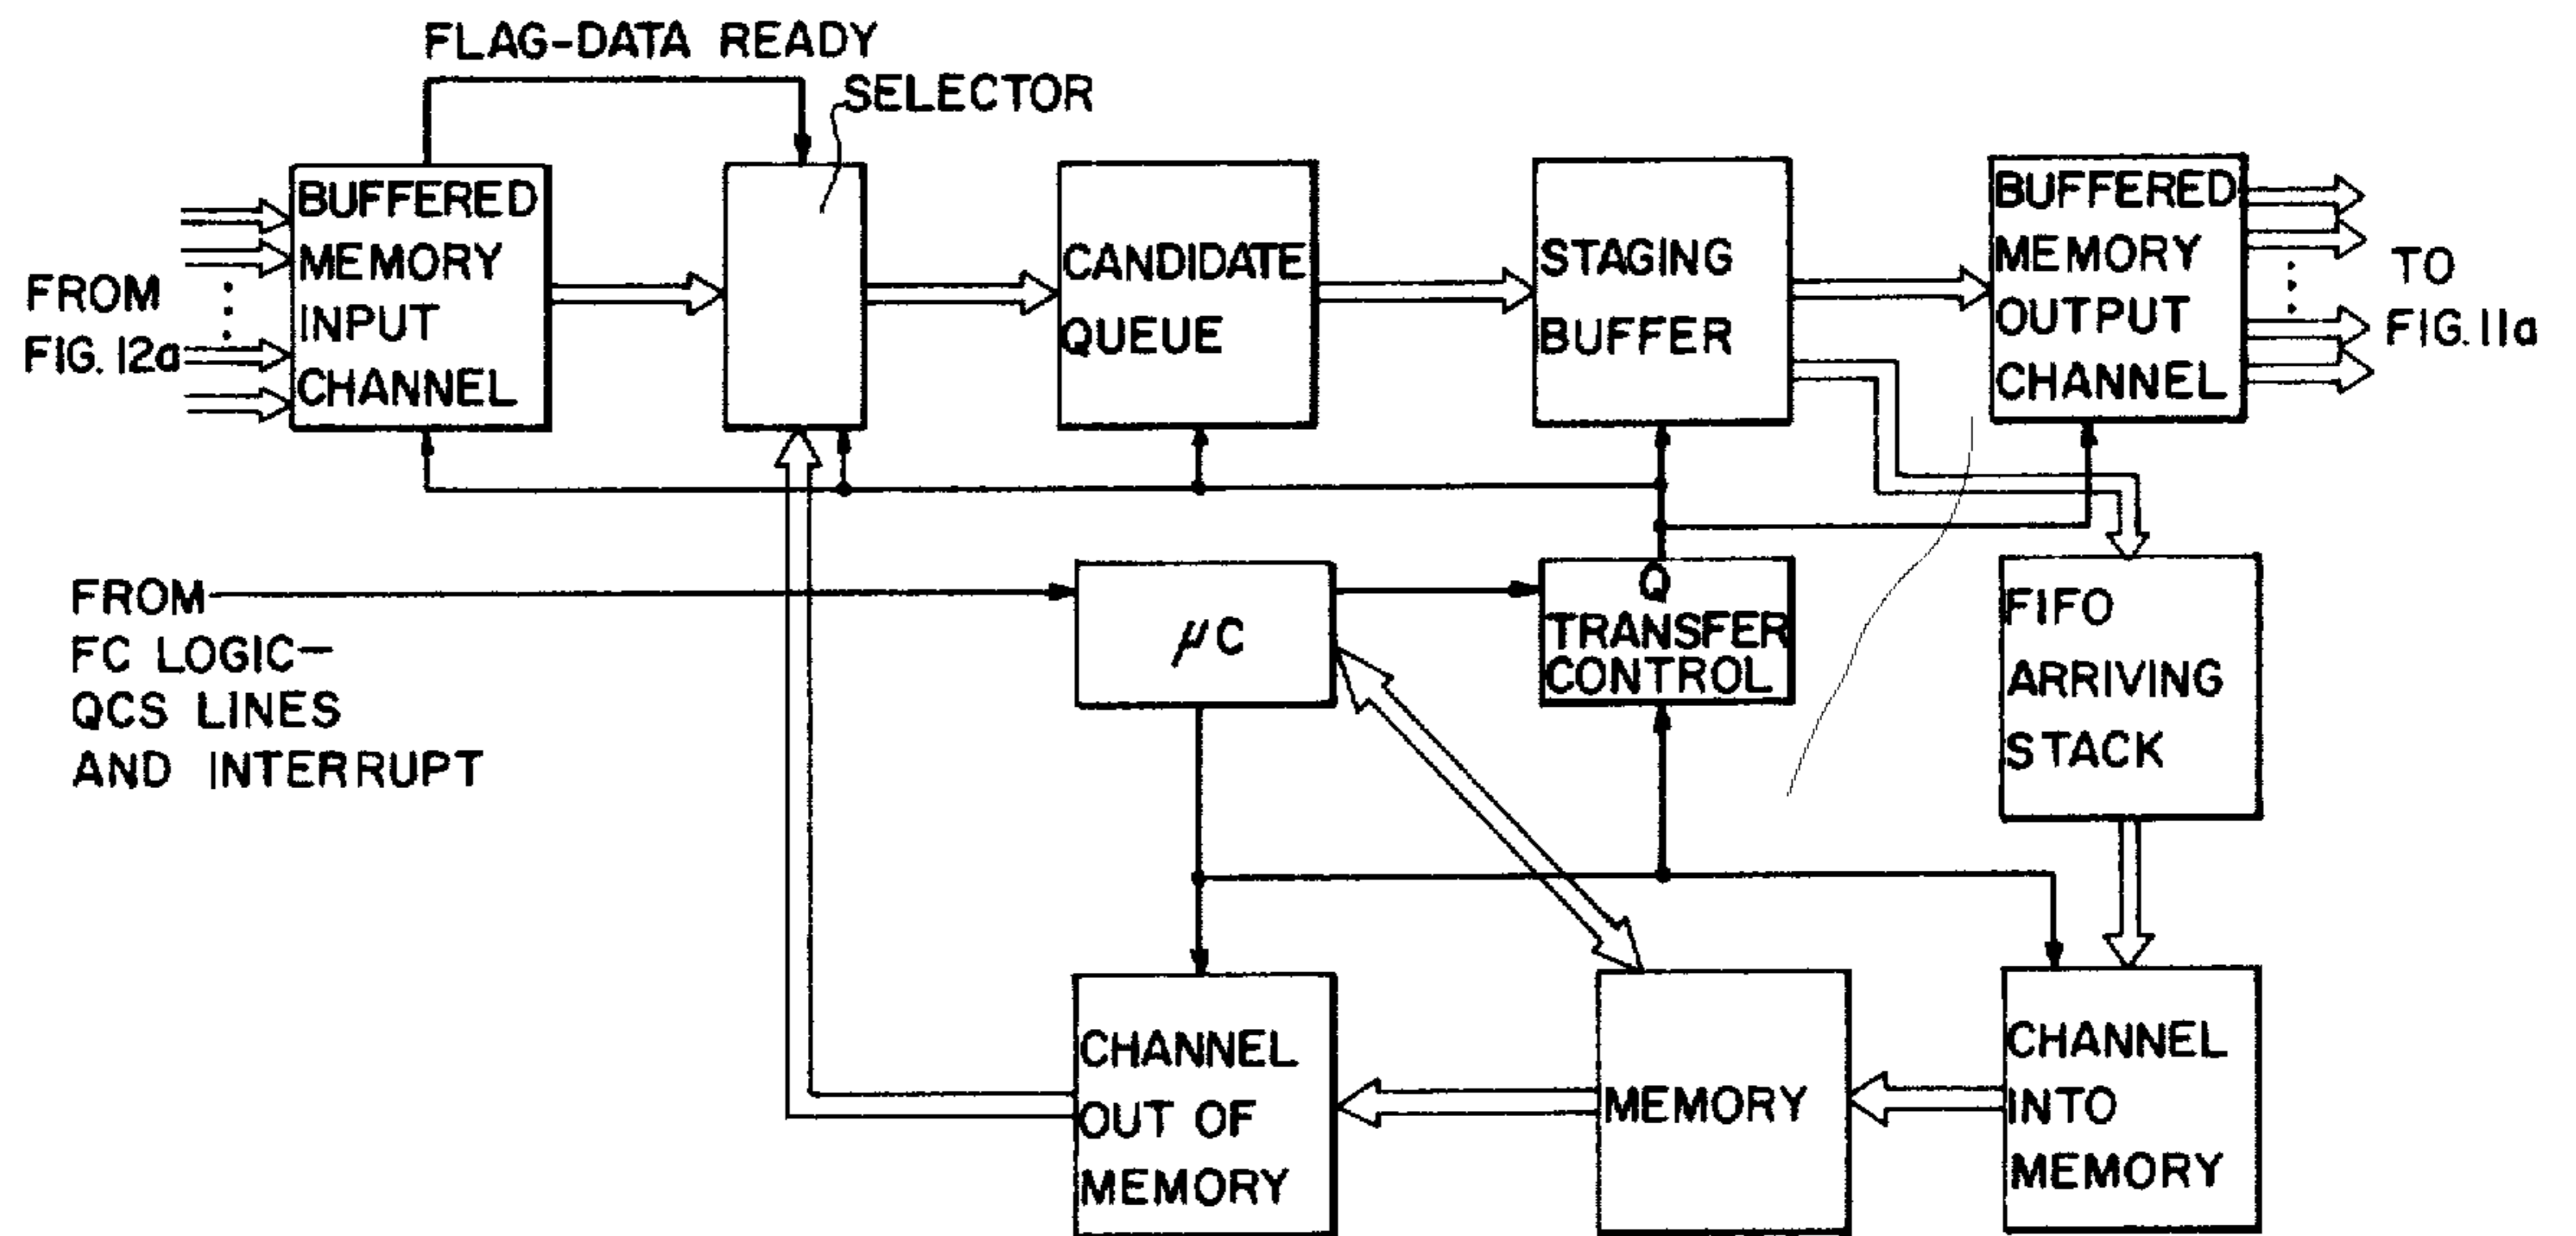 FLAG-DATA READY
SELECTOR
BUFFERED
MEMORY
INPUT
CHANNEL
FROM
FIG. 12a
CANDIDATE
QUEUE
STAGING
BUFFER
BUFFERED
MEMORY
OUTPUT
CHANNEL
TO
FIG. 11a
FROM
FC LOGIC-
QCS LINES
AND INTERRUPT
μC
Q
TRANSFER
CONTROL
FIFO
ARRIVING
STACK
CHANNEL
OUT OF
MEMORY
MEMORY
CHANNEL
INTO
MEMORY